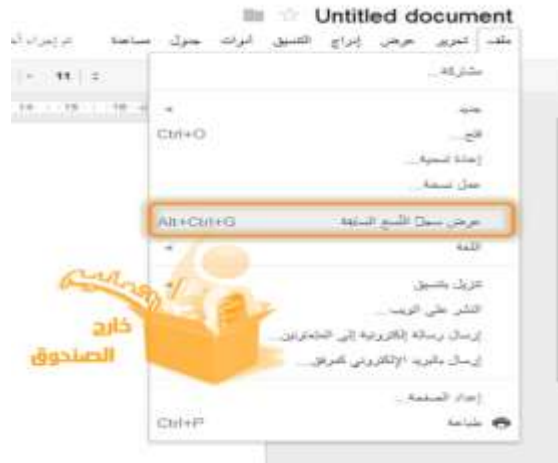 Untitled document
ملف تحرير عرض إدراج التنسيق أدوات جدول مساعدة
11
مشاركة...
جديد
فتح... Ctrl+O
إعادة تسمية...
عمل نسخة...
عرض سجل النسخ السابقة Alt+Ctrl+G
اللغة
تنزيل بتنسيق
النشر على الويب...
إرسال رسالة إلكترونية إلى المتعاونين...
إرسال بالبريد الإلكتروني كمرفق...
إعداد الصفحة...
طباعة Ctrl+P
خارج
الصندوق